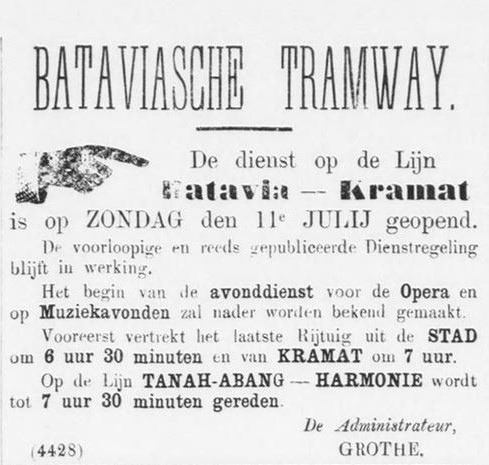 BATAVIASCHE TRAMWAY.
De dienst op de Lijn
Batavia — Kramat
is op ZONDAG den 11e JULIJ geopend.
De voorloopige en reeds gepubliceerde Dienstregeling
blijft in werking.
Het begin van de avonddienst voor de Opera en
op Muziekavonden zal nader worden bekend gemaakt.
Vooreerst vertrekt het laatste Rijtuig uit de STAD
om 6 uur 30 minuten en van KRAMAT om 7 uur.
Op de Lijn TANAH-ABANG — HARMONIE wordt
tot 7 uur 30 minuten gereden.
De Administrateur,
(4428) GROTHE.